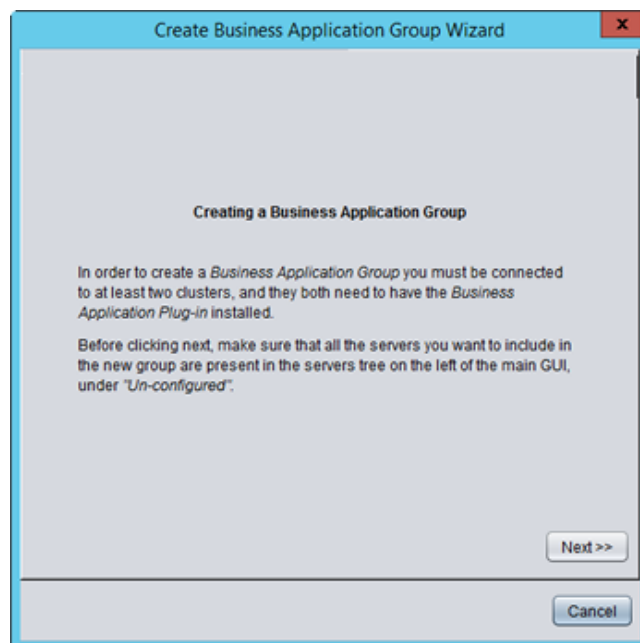 Create Business Application Group Wizard
x
Creating a Business Application Group
In order to create a Business Application Group you must be connected
to at least two clusters, and they both need to have the Business
Application Plug-in installed.
Before clicking next, make sure that all the servers you want to include in
the new group are present in the servers tree on the left of the main GUI,
under "Un-configured".
Next >>
Cancel